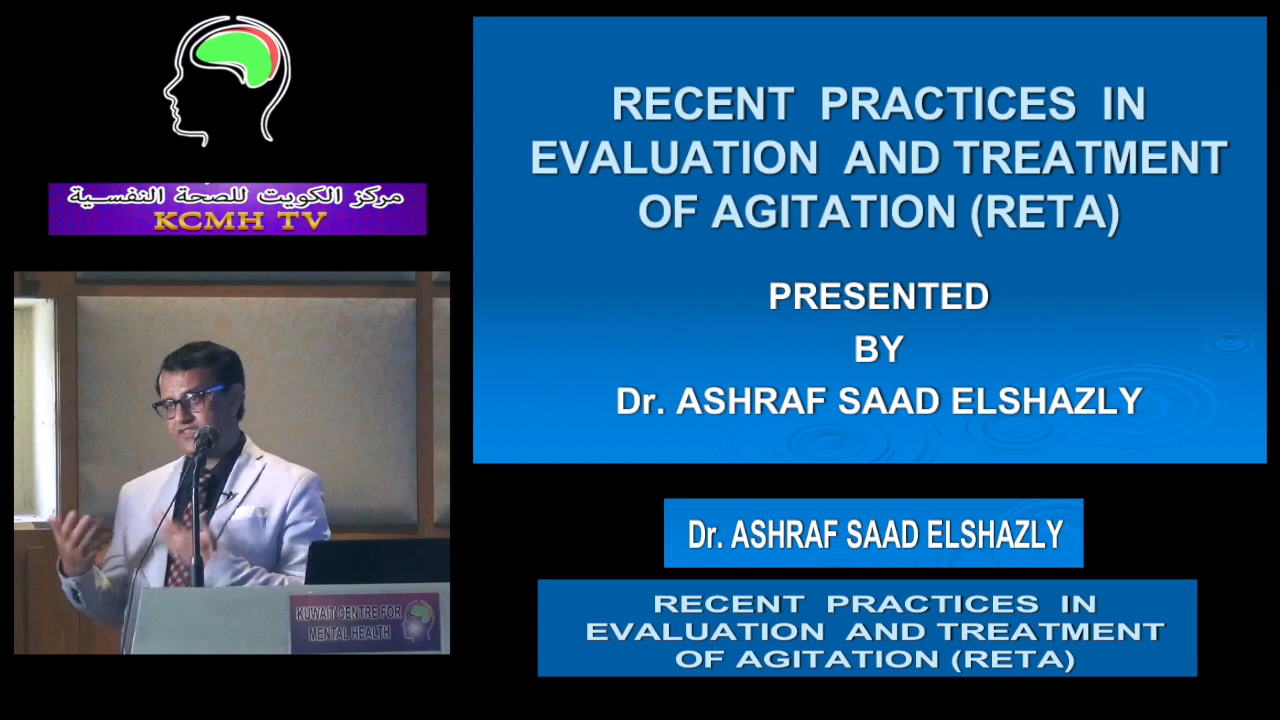 مركز الكويت للصحة النفسية
KCMH TV
RECENT PRACTICES IN
EVALUATION AND TREATMENT
OF AGITATION (RETA)
PRESENTED
BY
Dr. ASHRAF SAAD ELSHAZLY
KUWAIT CENTRE FOR
MENTAL HEALTH
Dr. ASHRAF SAAD ELSHAZLY
RECENT PRACTICES IN
EVALUATION AND TREATMENT
OF AGITATION (RETA)